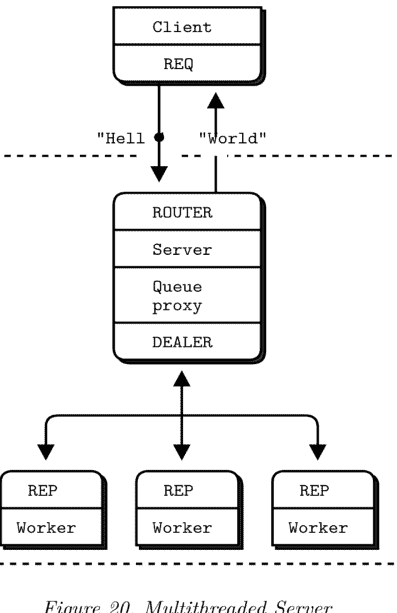 Client
REQ
"Hell "World"
ROUTER
Server
Queue
proxy
DEALER
REP REP REP
Worker Worker Worker
Figure 20. Multithreaded Server